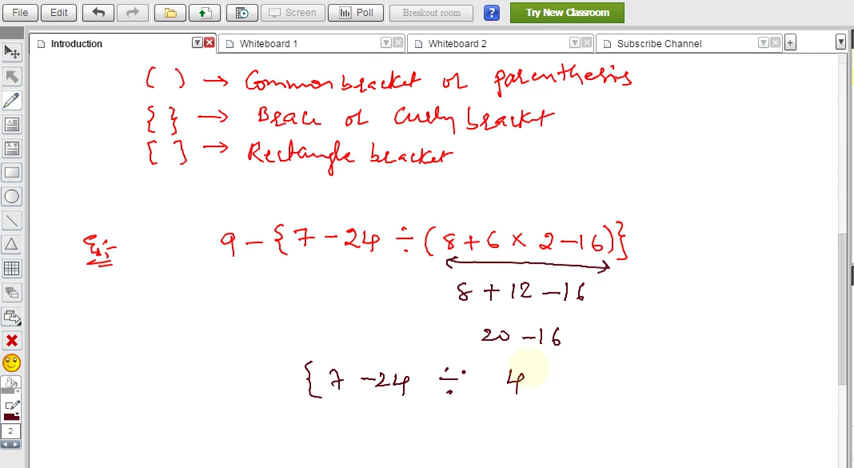 File Edit Screen Poll Breakout room ? Try New Classroom
Introduction Whiteboard 1 Whiteboard 2 Subscribe Channel
( ) → Common bracket or parenthesis
{ } → Brace or Curly bracket
[ ] → Rectangle bracket
Ex:- 9 - {7 - 24 ÷ (8 + 6 × 2 - 16)}
8 + 12 - 16
20 - 16
{7 - 24 ÷ 4
2